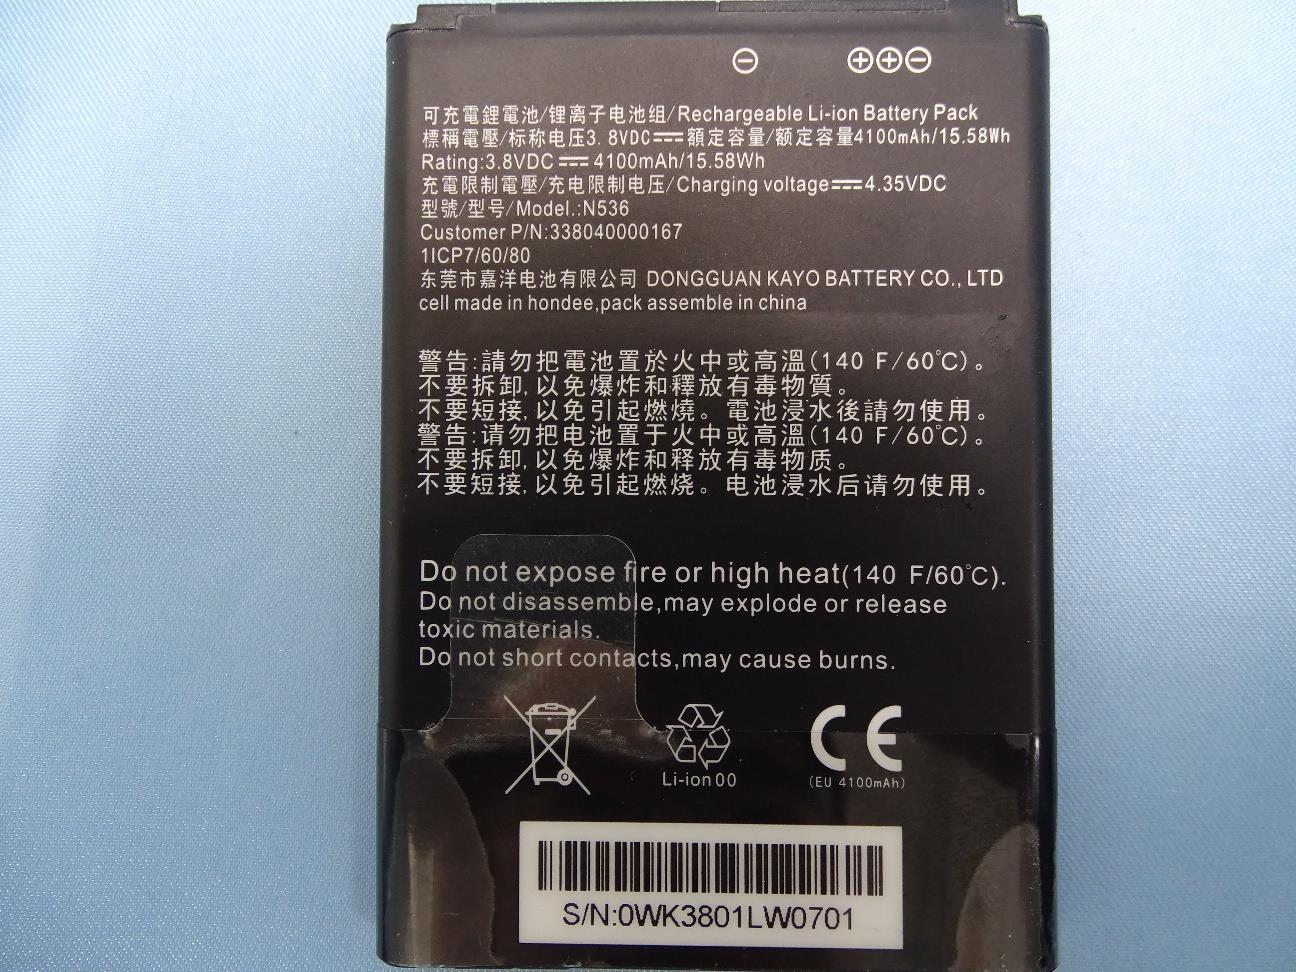 ⊖ ⊕⊕⊖
可充電鋰電池/锂离子电池组/Rechargeable Li-ion Battery Pack
標稱電壓/标称电压3.8VDC⎓額定容量/额定容量4100mAh/15.58Wh
Rating:3.8VDC⎓4100mAh/15.58Wh
充電限制電壓/充电限制电压/Charging voltage⎓4.35VDC
型號/型号/Model.:N536
Customer P/N:338040000167
1ICP7/60/80
东莞市嘉洋电池有限公司 DONGGUAN KAYO BATTERY CO., LTD
cell made in hondee,pack assemble in china
警告:請勿把電池置於火中或高溫(140 F/60℃)。
不要拆卸,以免爆炸和釋放有毒物質。
不要短接,以免引起燃燒。電池浸水後請勿使用。
警告:请勿把电池置于火中或高溫(140 F/60℃)。
不要拆卸,以免爆炸和释放有毒物质。
不要短接,以免引起燃烧。电池浸水后请勿使用。
Do not expose fire or high heat(140 F/60℃).
Do not disassemble,may explode or release
toxic materials.
Do not short contacts,may cause burns.
CE
Li-ion 00
(EU 4100mAh)
S/N:0WK3801LW0701